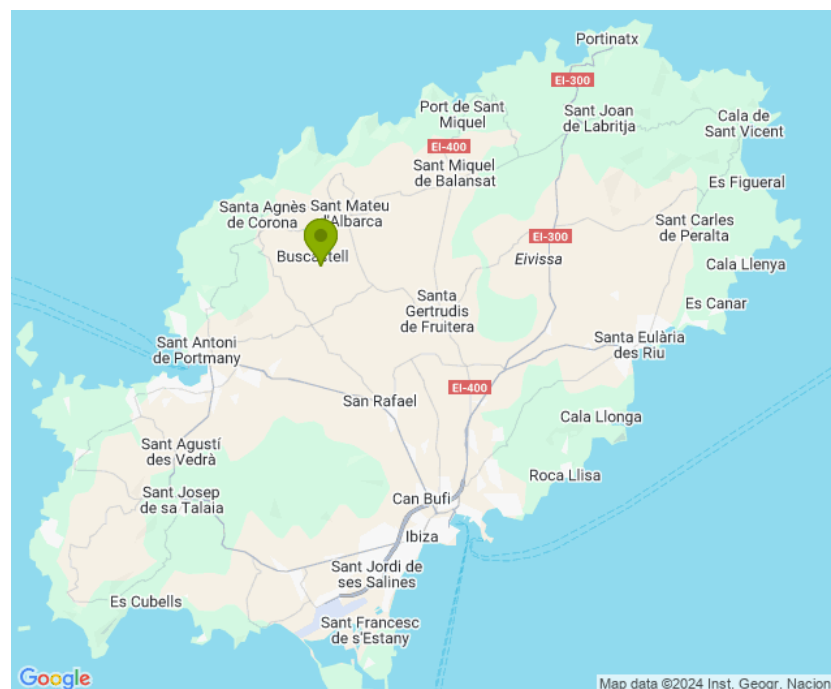 Portinatx
EI-300
Port de Sant
Miquel
Sant Joan
de Labritja
Cala de
Sant Vicent
EI-400
Sant Miquel
de Balansat
Es Figueral
Santa Agnès
de Corona
Sant Mateu
d'Albarca
Sant Carles
de Peralta
EI-300
Buscastell
Eivissa
Cala Llenya
Santa
Gertrudis
de Fruitera
Es Canar
Sant Antoni
de Portmany
Santa Eulària
des Riu
EI-400
San Rafael
Cala Llonga
Sant Agustí
des Vedrà
Roca Llisa
Sant Josep
de sa Talaia
Can Bufi
Ibiza
Sant Jordi de
ses Salines
Es Cubells
Sant Francesc
de s'Estany
Google
Map data ©2024 Inst. Geogr. Nacion